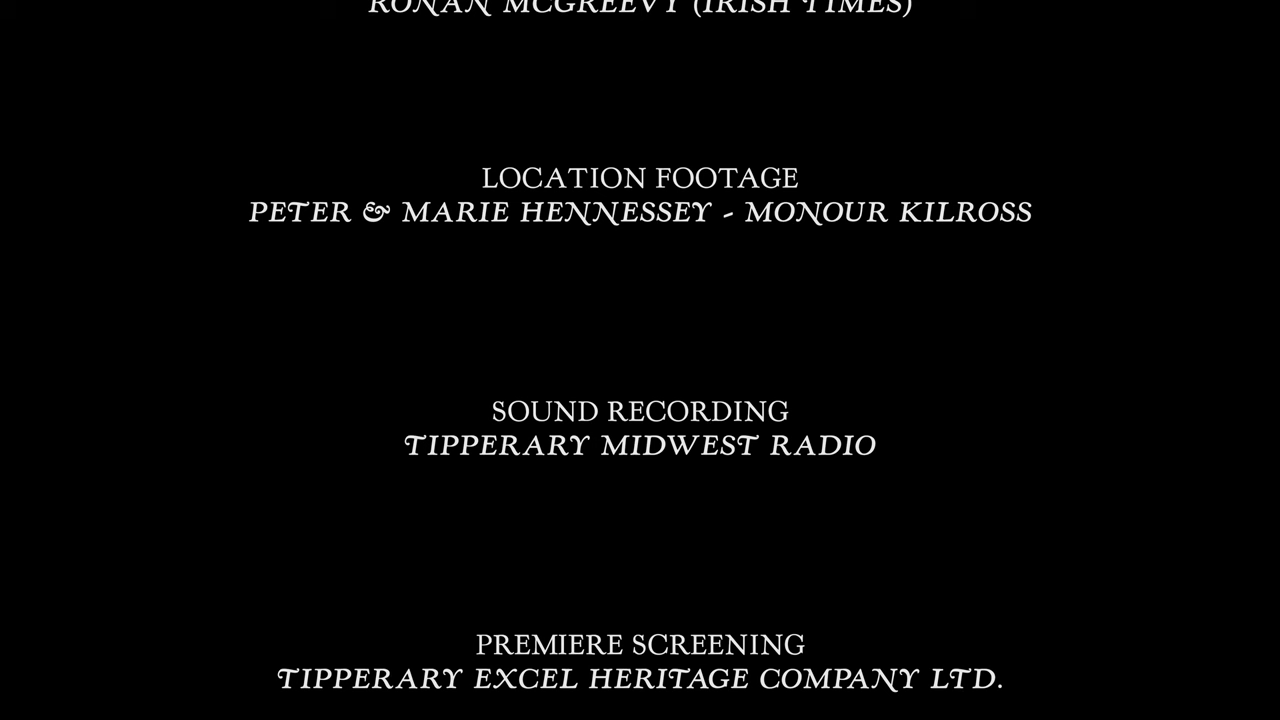 RONAN MCGREEVY (IRISH TIMES)
LOCATION FOOTAGE
PETER & MARIE HENNESSEY - MONOUR KILROSS
SOUND RECORDING
TIPPERARY MIDWEST RADIO
PREMIERE SCREENING
TIPPERARY EXCEL HERITAGE COMPANY LTD.